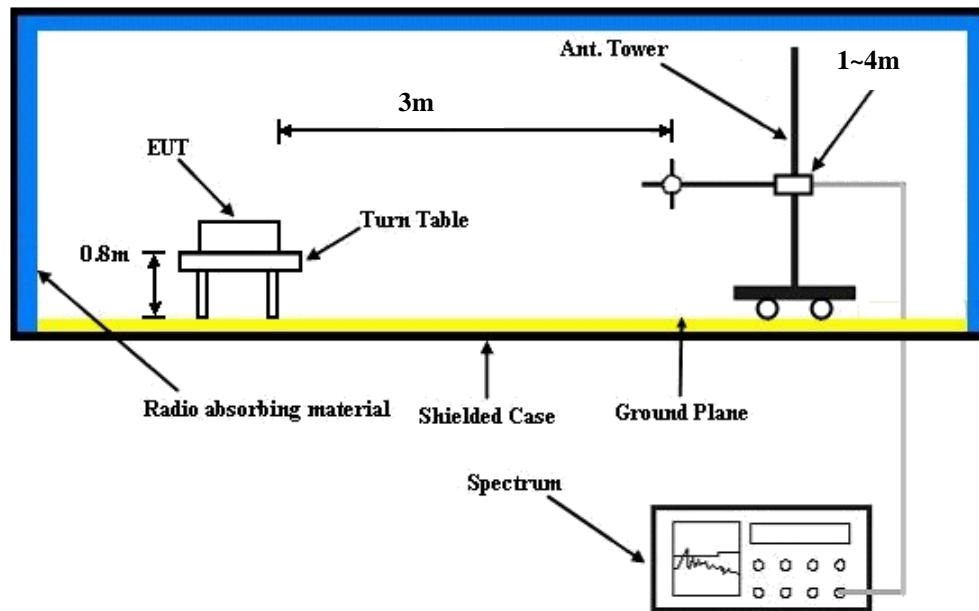 Ant. Tower
1~4m
3m
EUT
Turn Table
0.8m
Radio absorbing material
Shielded Case
Ground Plane
Spectrum